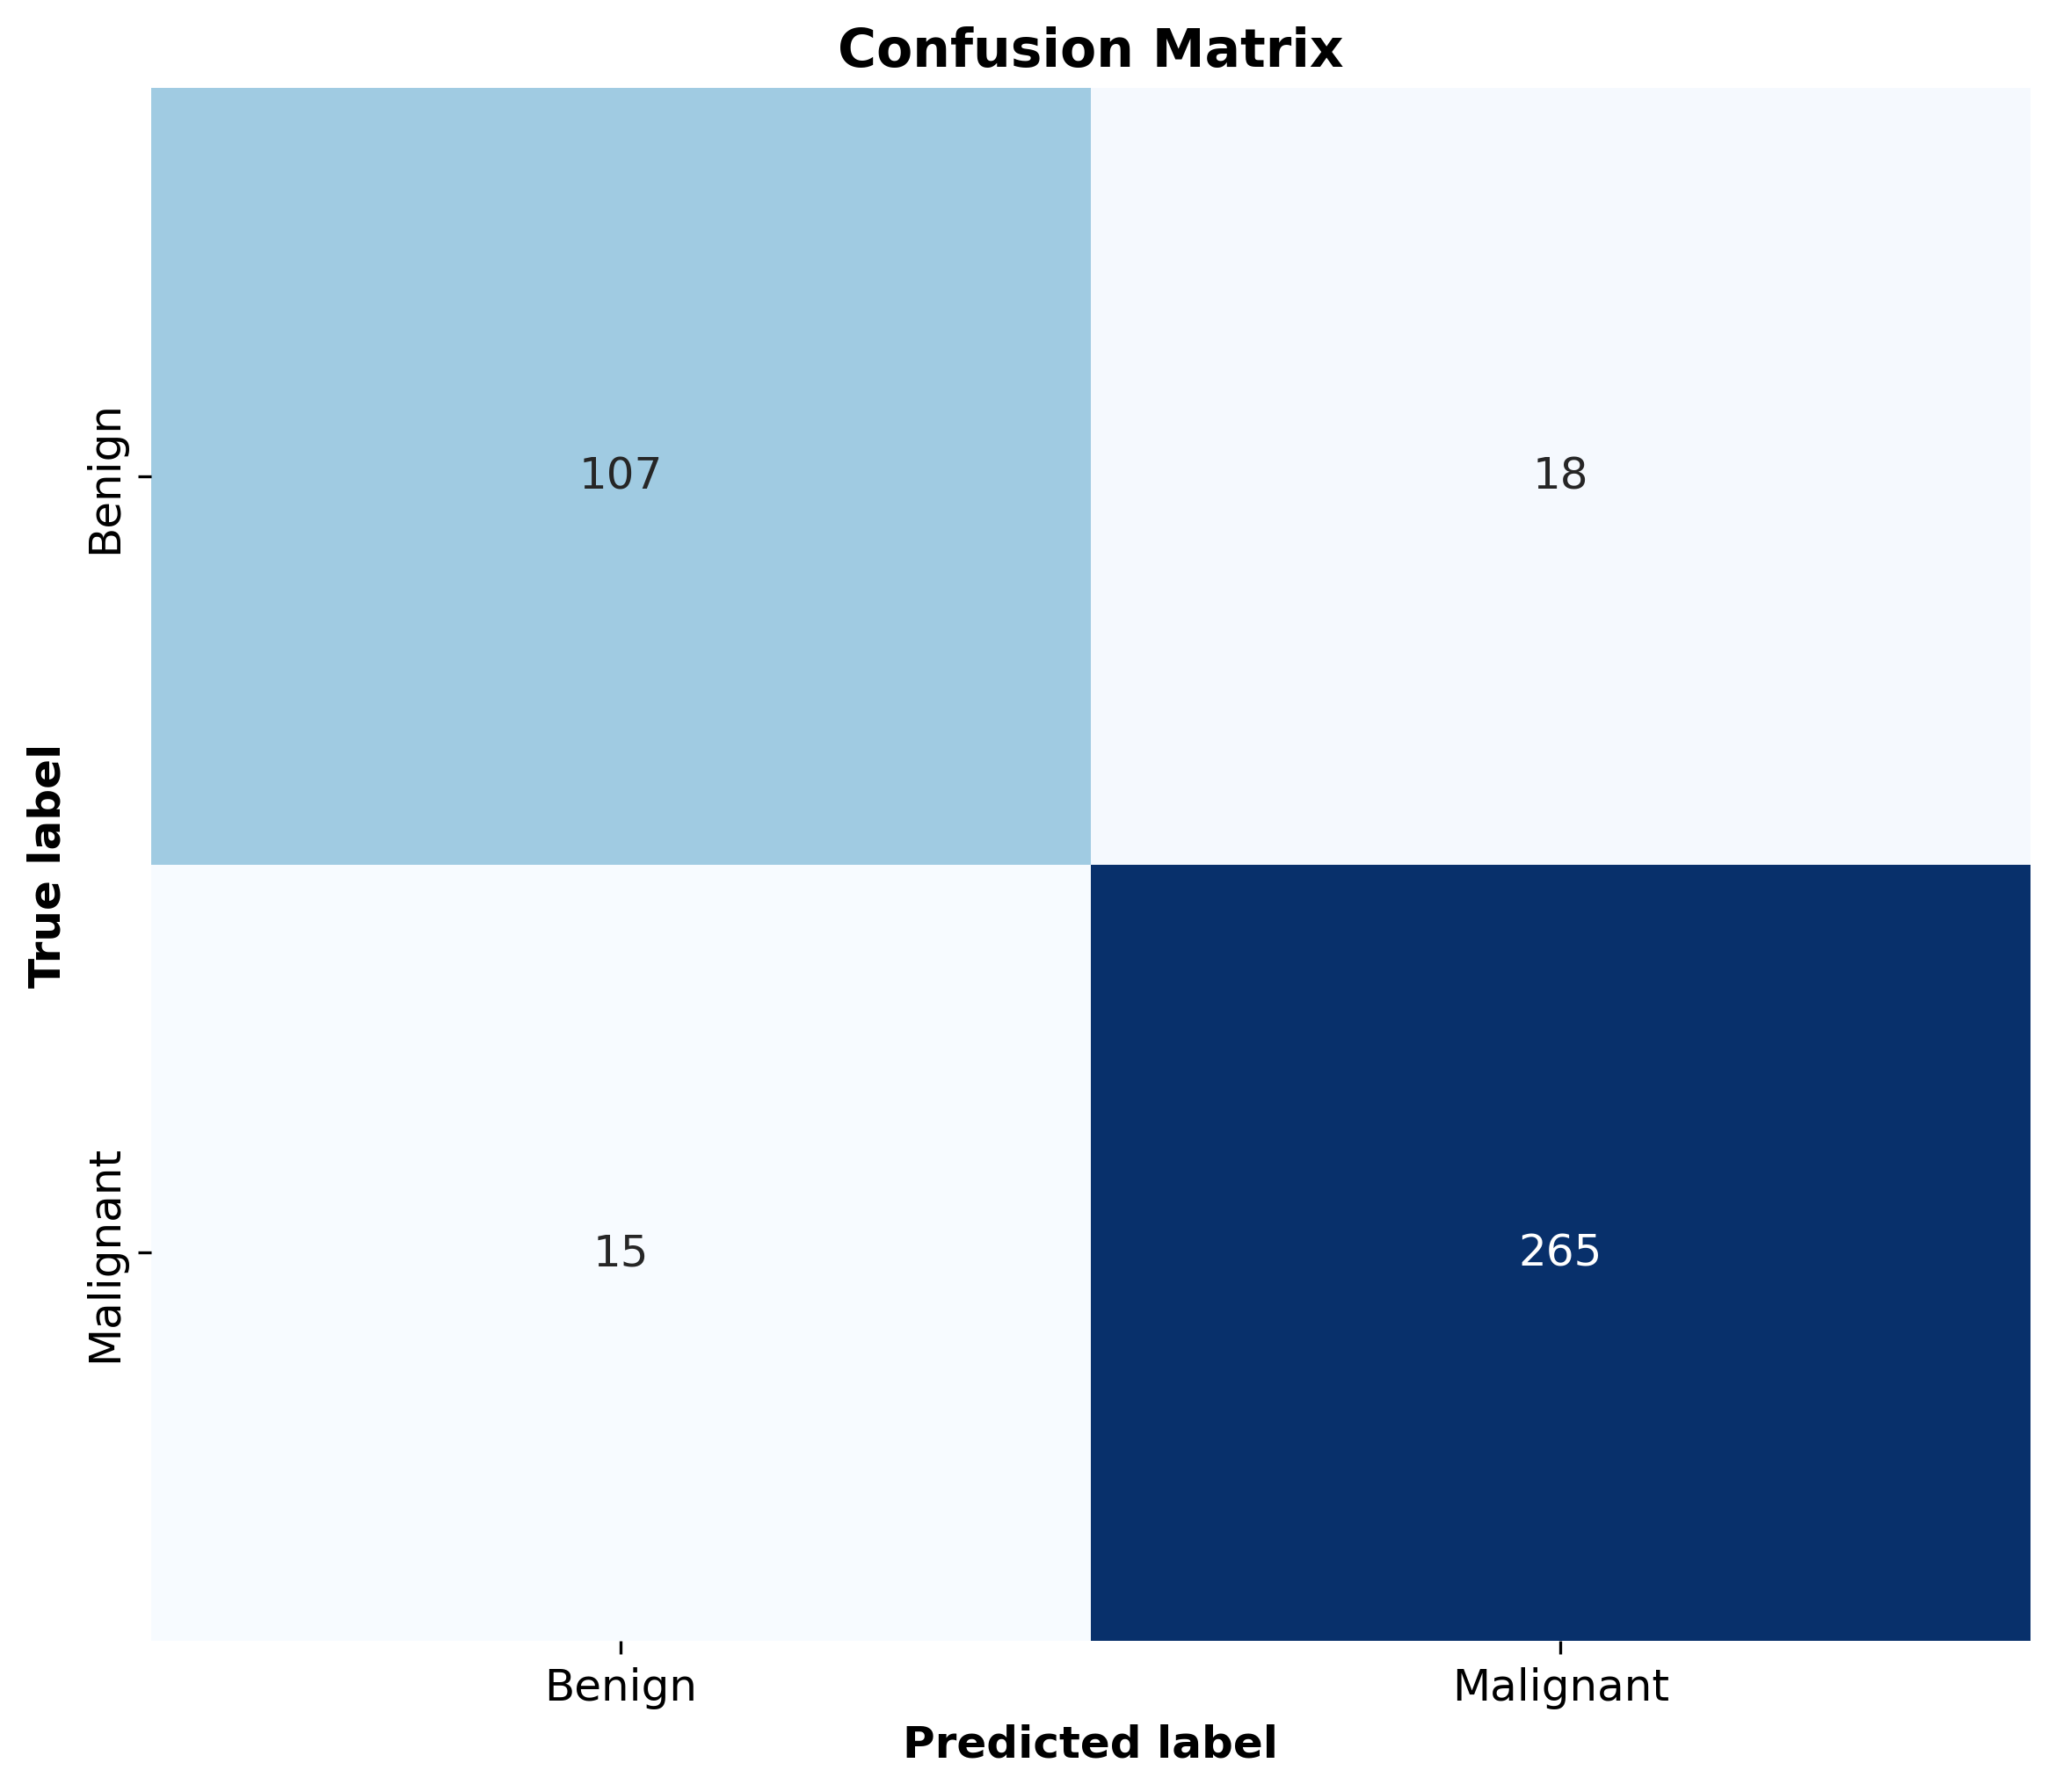 Confusion Matrix
True label
Benign
107
18
Malignant
15
265
Benign
Malignant
Predicted label